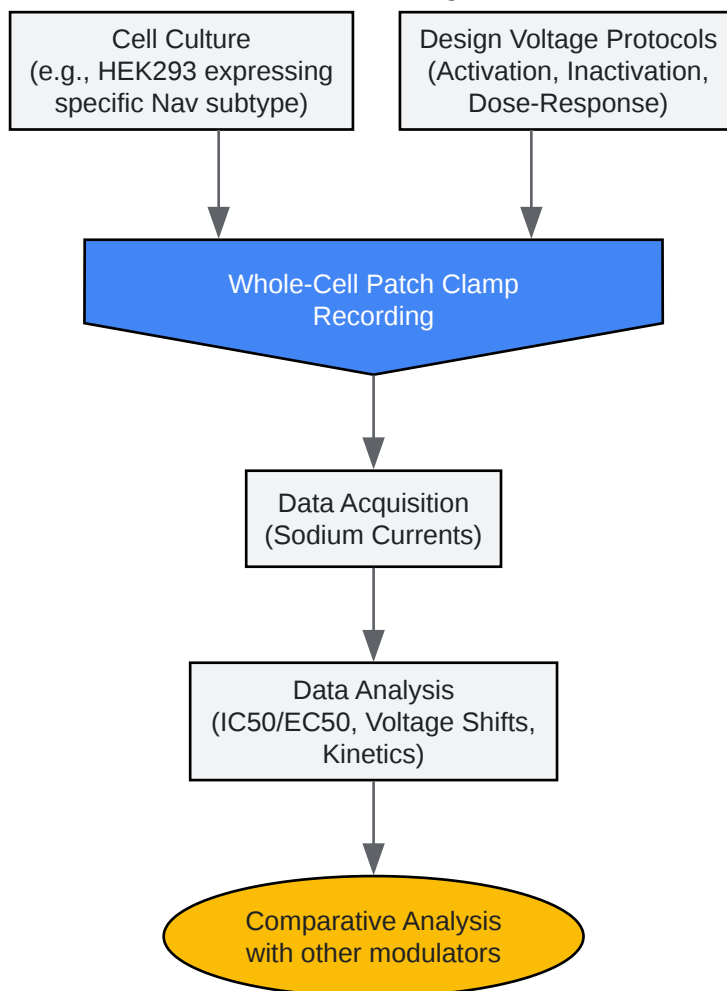 Cell Culture
(e.g., HEK293 expressing
specific Nav subtype)
Design Voltage Protocols
(Activation, Inactivation,
Dose-Response)
Whole-Cell Patch Clamp
Recording
Data Acquisition
(Sodium Currents)
Data Analysis
(IC50/EC50, Voltage Shifts,
Kinetics)
Comparative Analysis
with other modulators